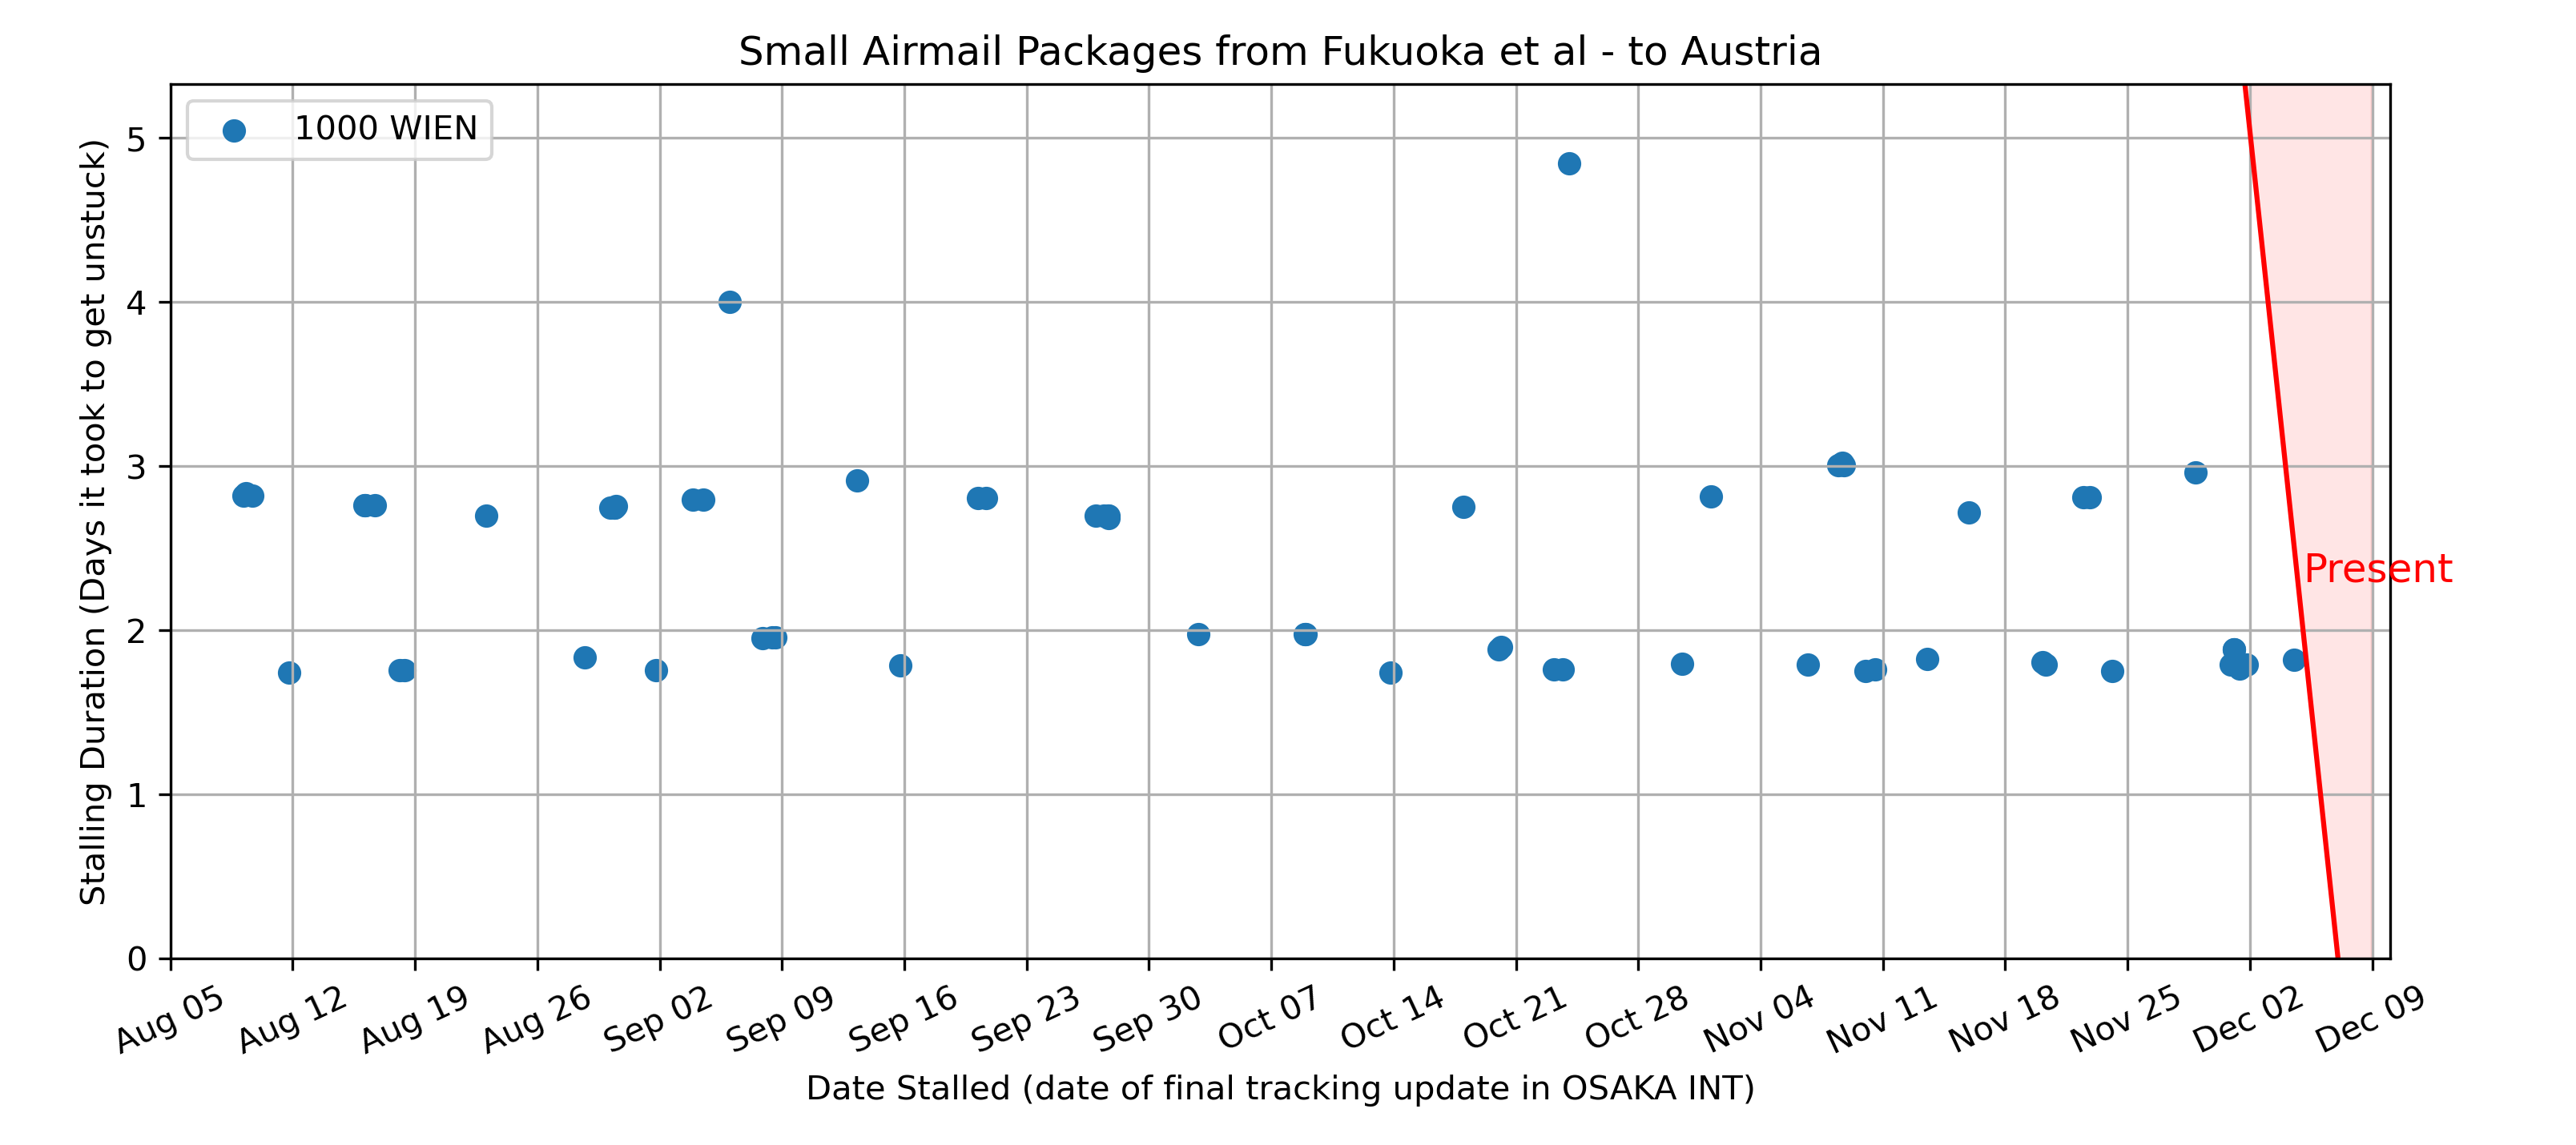 Small Airmail Packages from Fukuoka et al - to Austria
1000 WIEN
Stalling Duration (Days it took to get unstuck)
5
4
3
2
1
0
Present
Aug 05
Aug 12
Aug 19
Aug 26
Sep 02
Sep 09
Sep 16
Sep 23
Sep 30
Oct 07
Oct 14
Oct 21
Oct 28
Nov 04
Nov 11
Nov 18
Nov 25
Dec 02
Dec 09
Date Stalled (date of final tracking update in OSAKA INT)